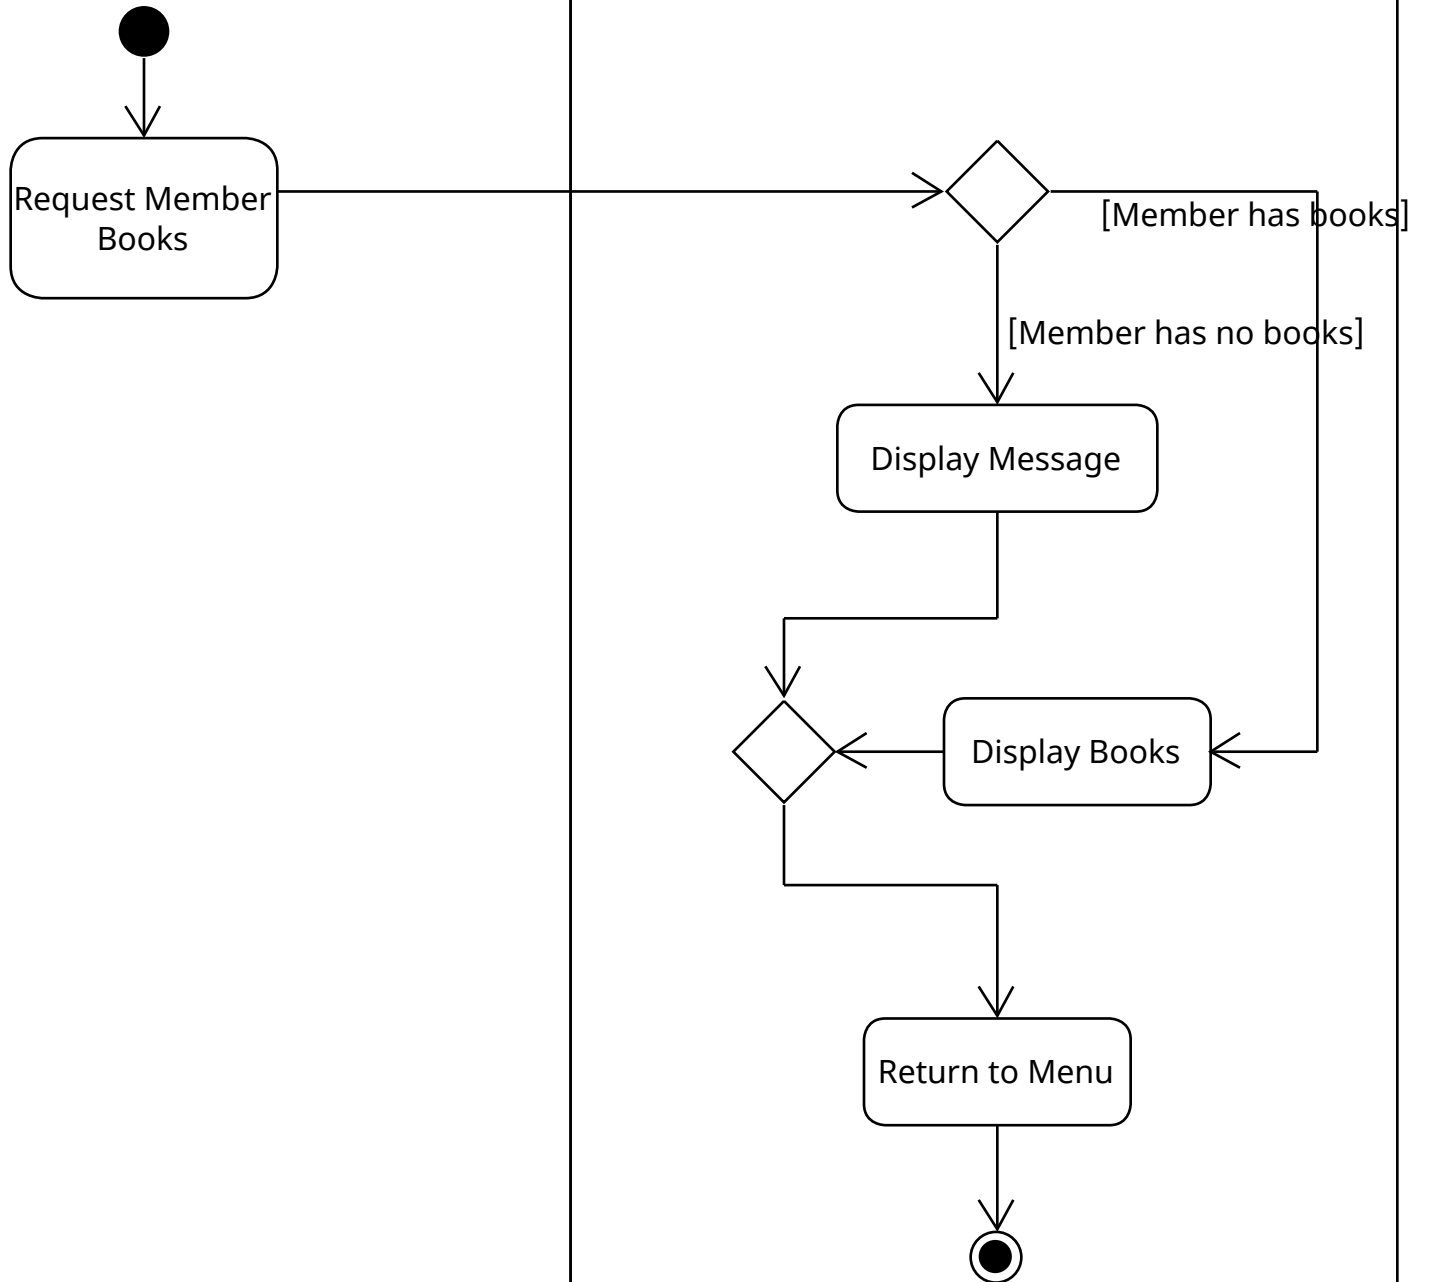 Request Member
Books
[Member has books]
[Member has no books]
Display Message
Display Books
Return to Menu